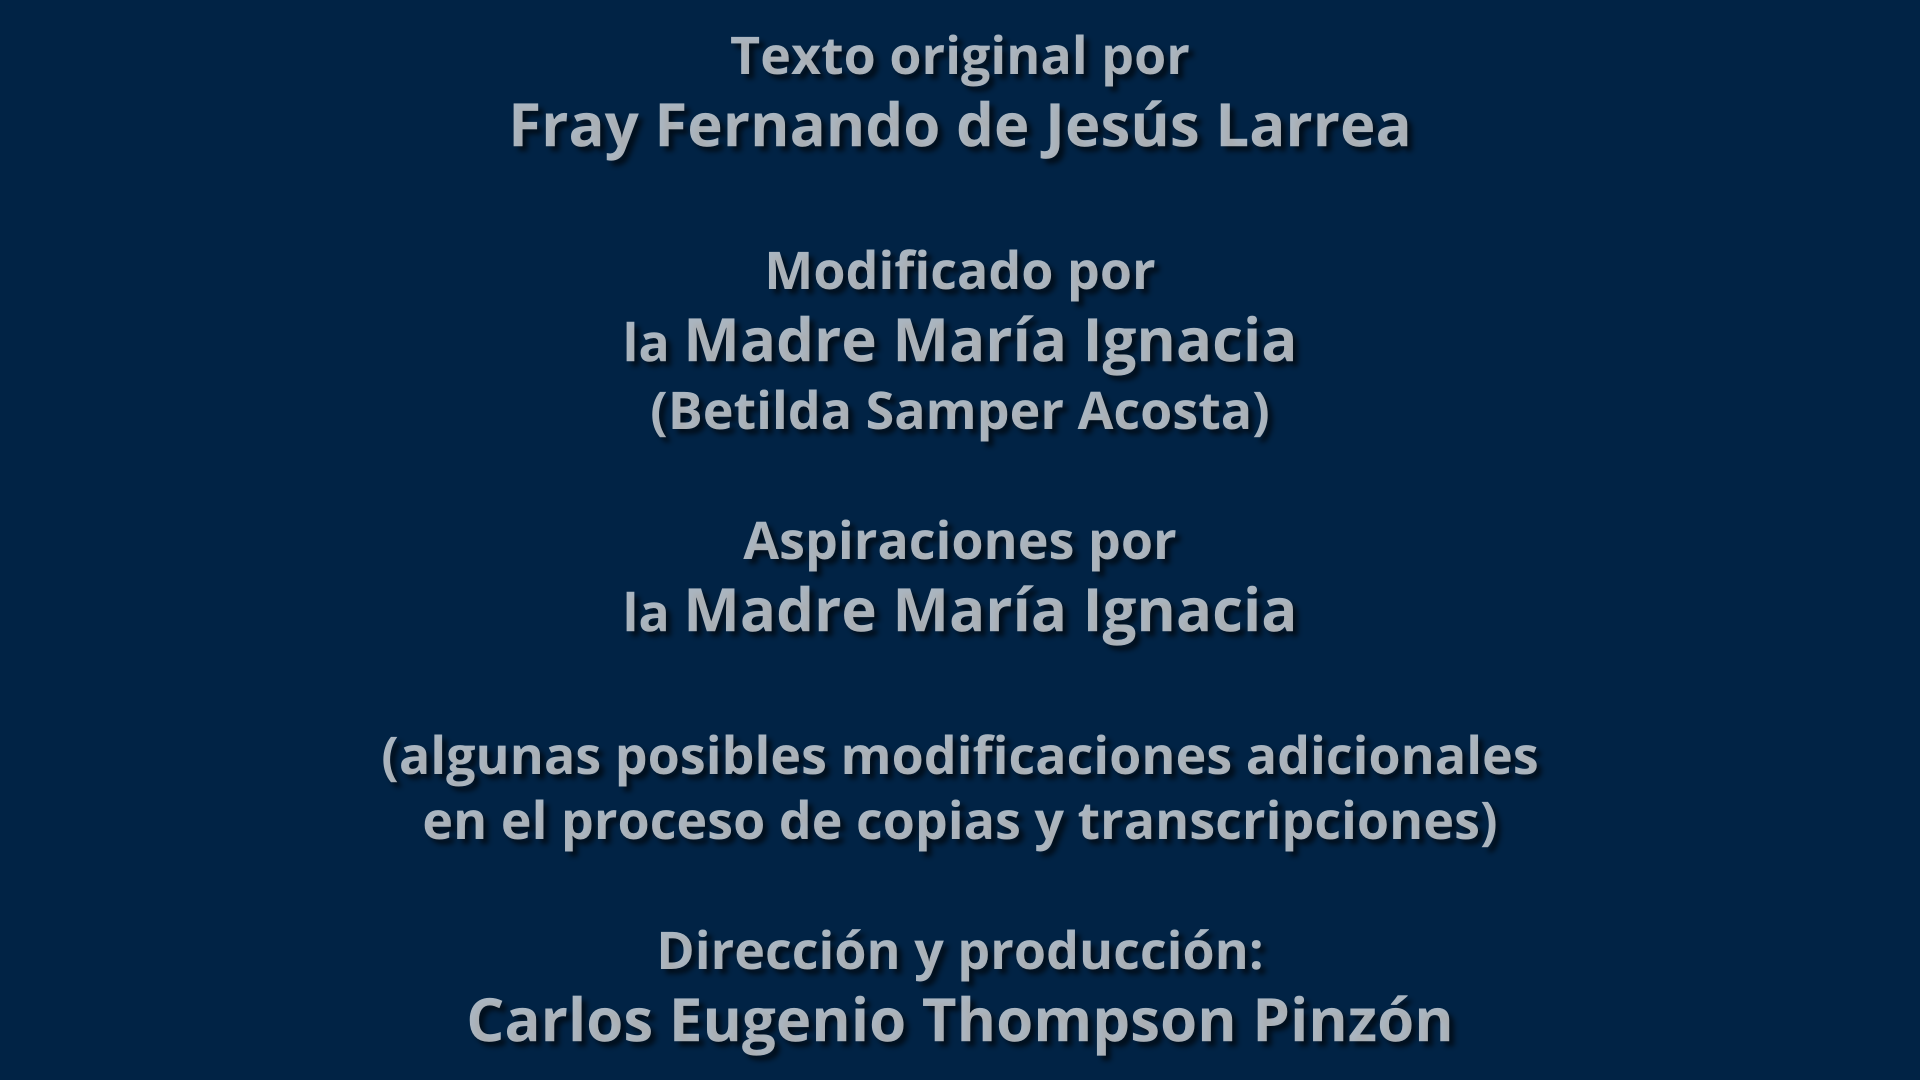 Texto original por
Fray Fernando de Jesús Larrea
Modificado por
la Madre María Ignacia
(Betilda Samper Acosta)
Aspiraciones por
la Madre María Ignacia
(algunas posibles modificaciones adicionales
en el proceso de copias y transcripciones)
Dirección y producción:
Carlos Eugenio Thompson Pinzón